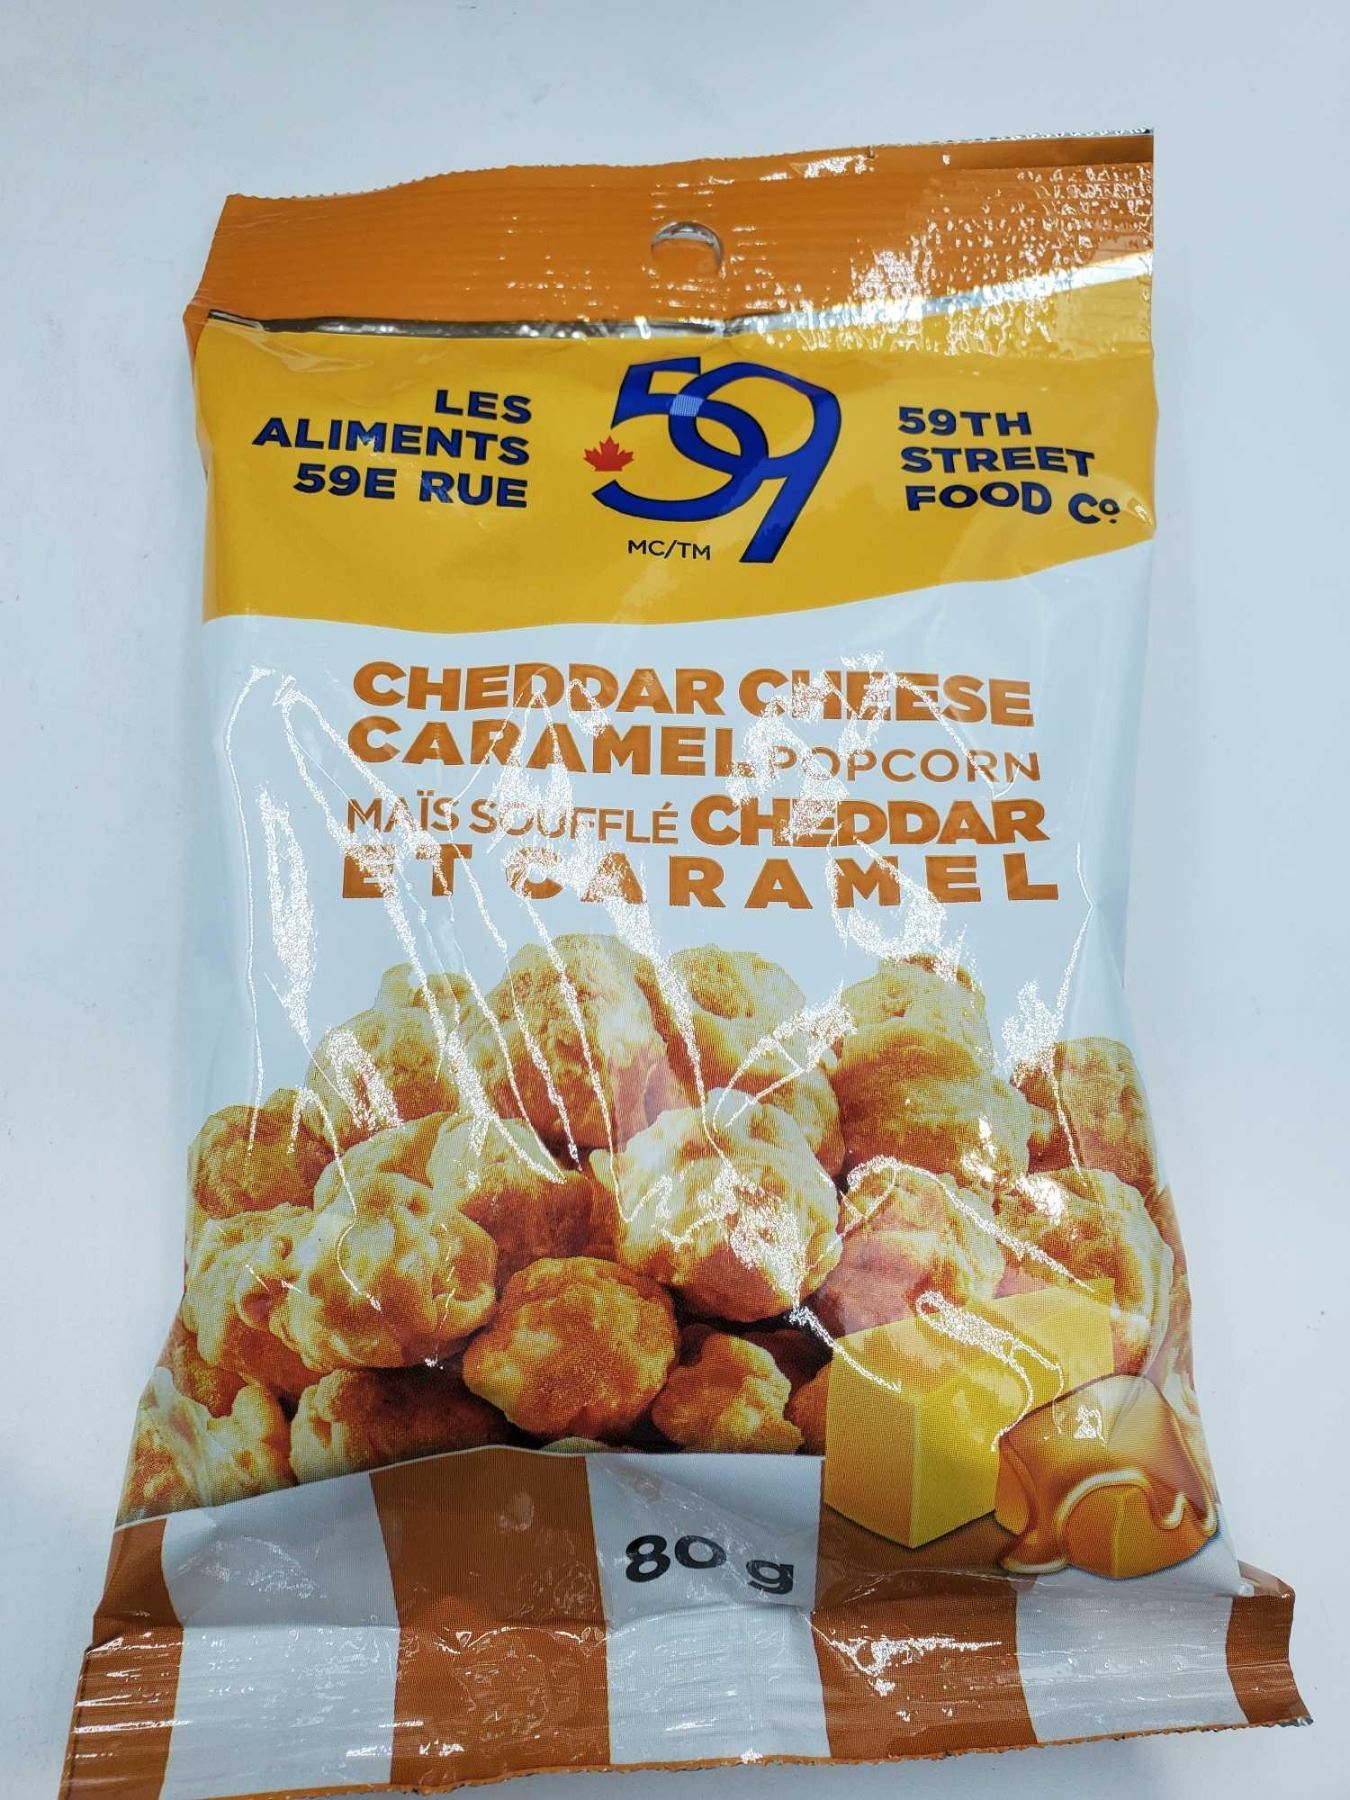 LES
ALIMENTS
59E RUE
59
MC/TM
59TH
STREET
FOOD Co.
CHEDDAR CHEESE
CARAMEL POPCORN
MAÏS SOUFFLÉ CHEDDAR
ET CARAMEL
80 g